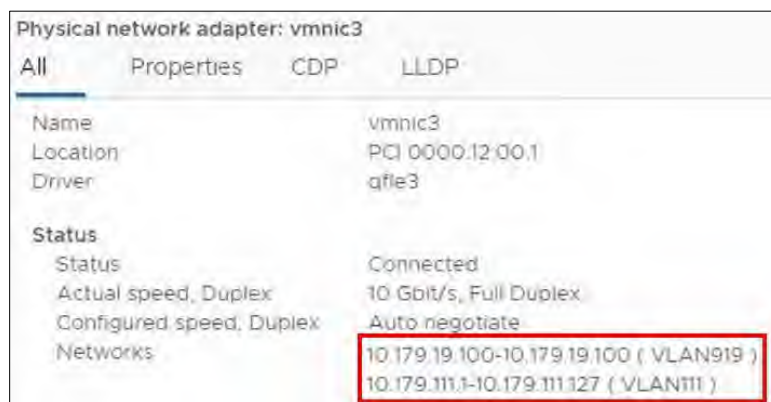 Physical network adapter: vmnic3
All Properties CDP LLDP
Name vmnic3
Location PCI 0000:12:00.1
Driver qfle3
Status
Status Connected
Actual speed, Duplex 10 Gbit/s, Full Duplex
Configured speed, Duplex Auto negotiate
Networks 10.179.19.100-10.179.19.100 ( VLAN919 )
10.179.111.1-10.179.111.127 ( VLAN111 )